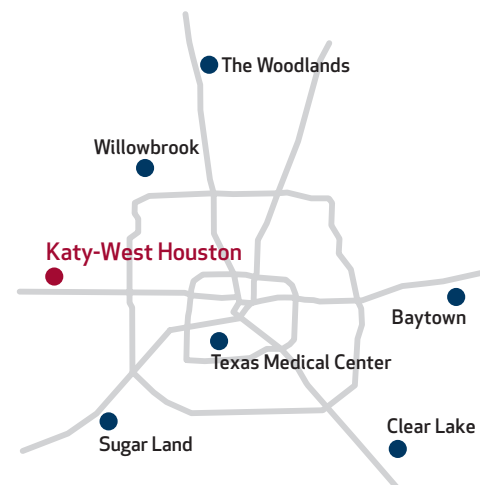 The Woodlands
Willowbrook
Katy-West Houston
Baytown
Texas Medical Center
Clear Lake
Sugar Land